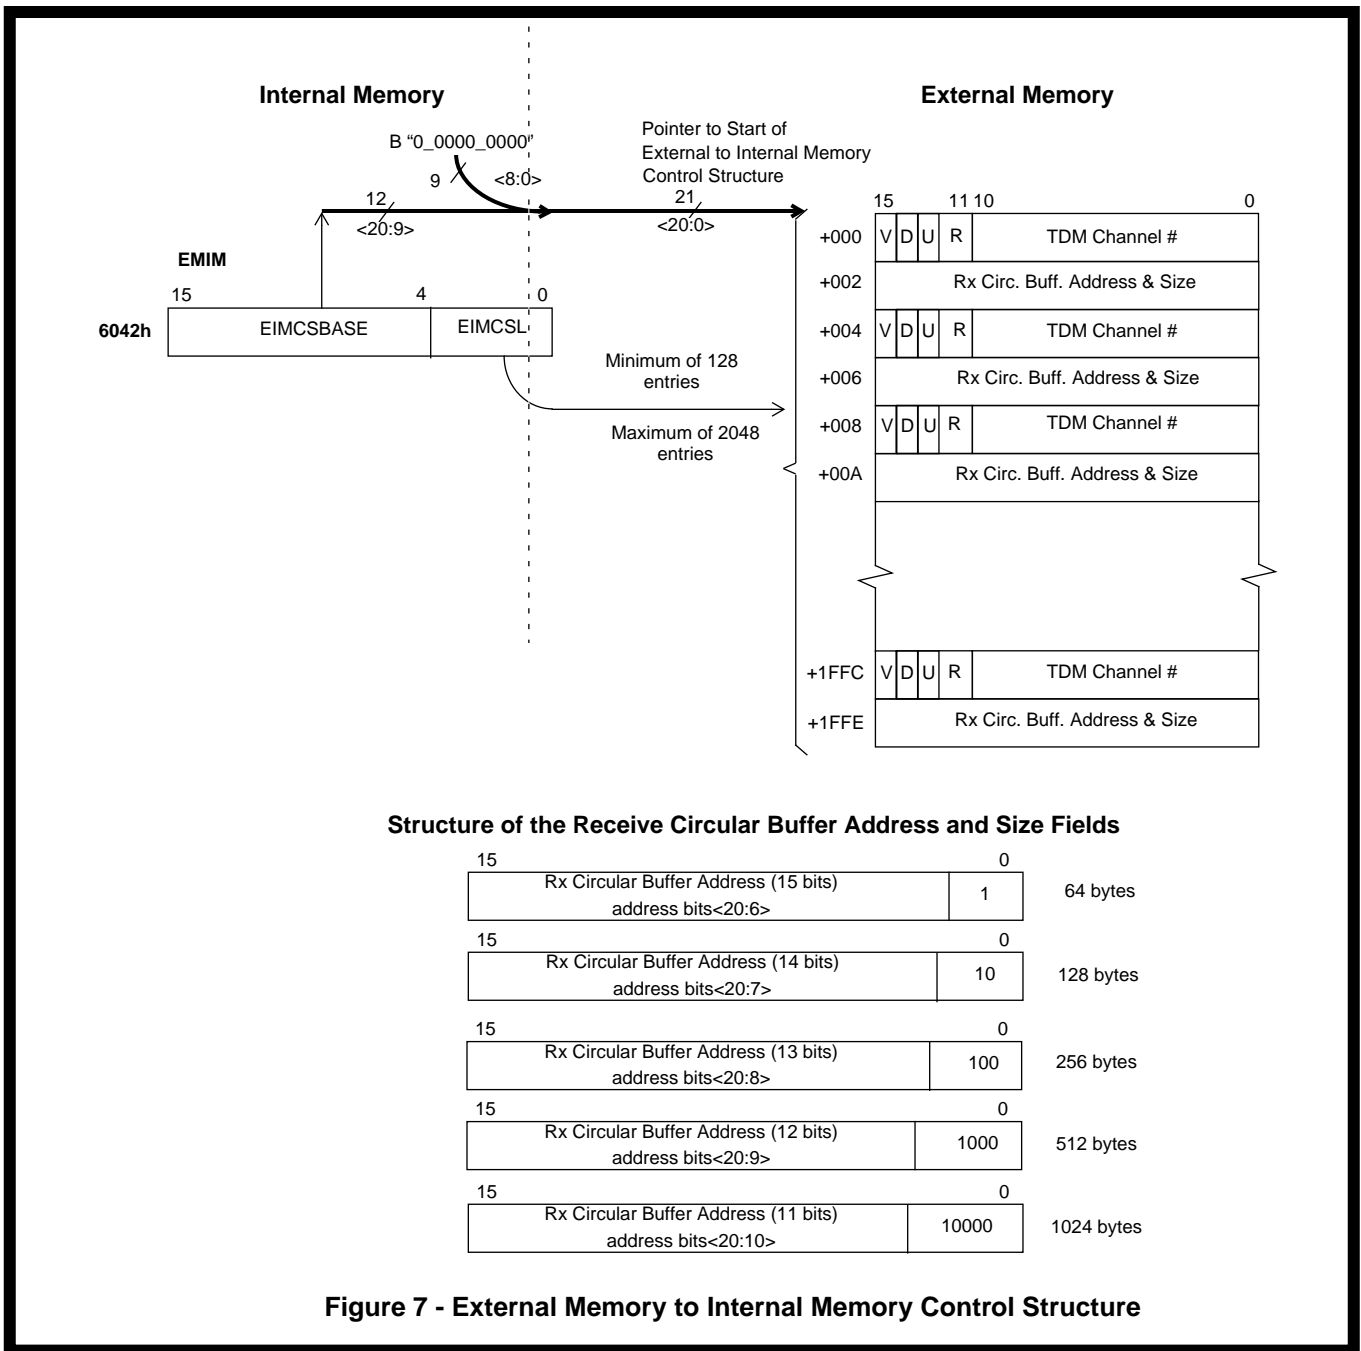 Internal Memory
External Memory
B “0_0000_0000”
9
<8:0>
12
<20:9>
Pointer to Start of
External to Internal Memory
Control Structure
21
<20:0>
EMIM
15 4 0
6042h EIMCSBASE EIMCSL
Minimum of 128
entries
Maximum of 2048
entries
15 11 10 0
+000 V D U R TDM Channel #
+002 Rx Circ. Buff. Address & Size
+004 V D U R TDM Channel #
+006 Rx Circ. Buff. Address & Size
+008 V D U R TDM Channel #
+00A Rx Circ. Buff. Address & Size
+1FFC V D U R TDM Channel #
+1FFE Rx Circ. Buff. Address & Size
Structure of the Receive Circular Buffer Address and Size Fields
15 0
Rx Circular Buffer Address (15 bits)
address bits<20:6>
1
64 bytes
15 0
Rx Circular Buffer Address (14 bits)
address bits<20:7>
10
128 bytes
15 0
Rx Circular Buffer Address (13 bits)
address bits<20:8>
100
256 bytes
15 0
Rx Circular Buffer Address (12 bits)
address bits<20:9>
1000
512 bytes
15 0
Rx Circular Buffer Address (11 bits)
address bits<20:10>
10000
1024 bytes
Figure 7 - External Memory to Internal Memory Control Structure